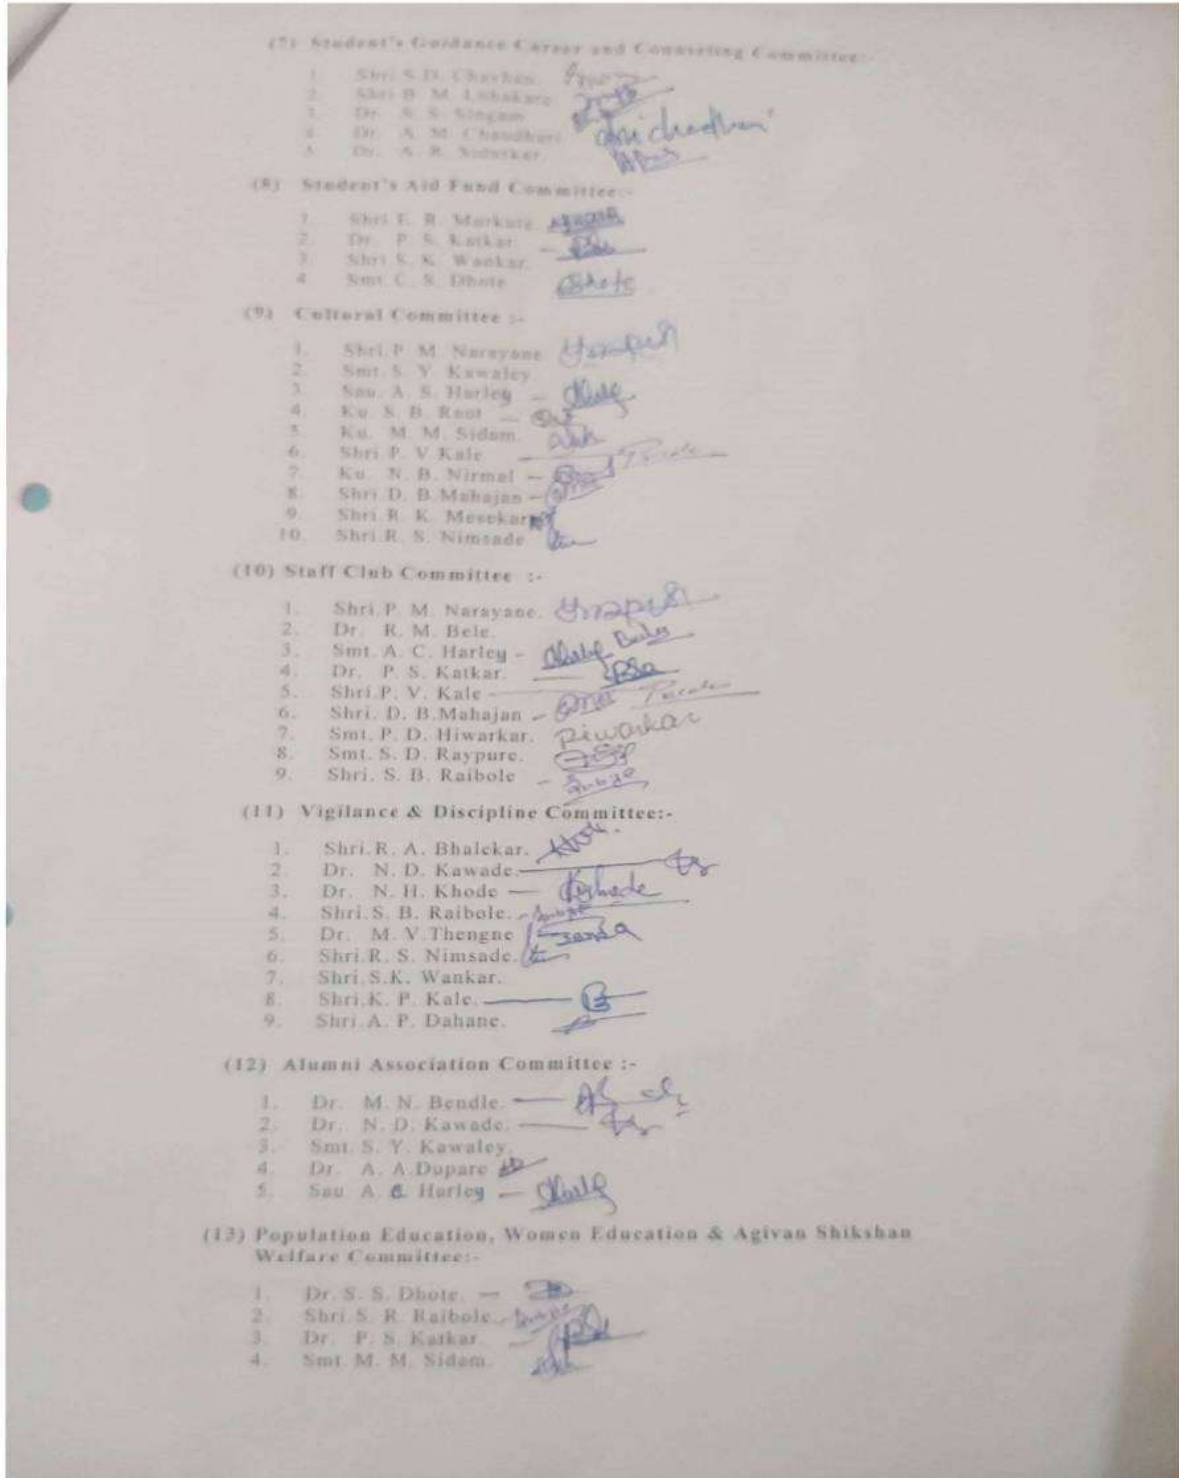 (7) Student's Guidance Career and Counseling Committee:-
1. Shri.S.D. Chavhan.
2. Shri B. M. Lohakare
3. Dr. S. S. Singam
4. Dr. A. M. Chaudhari Amchaudhari
5. Dr. A. R.
(8) Student's Aid Fund Committee:-
1. Shri E. R. Markute.
2. Dr. P. S. Katkar. –
3. Shri S. K. Wankar.
4. Smt. C. S. Dhote Dhote
(9) Cultural Committee :-
1. Shri.P. M. Narayane.
2. Smt. S. Y. Kawaley
3. Sau. A. S. Harley –
4. Ku. S. B. Raut –
5. Ku. M. M. Sidam.
6. Shri P. V Kale
7. Ku. N. B. Nirmal –
8. Shri D. B.Mahajan –
9. Shri.R. K. Mesekar
10. Shri.R. S. Nimsade
(10) Staff Club Committee :-
1. Shri.P. M. Narayane.
2. Dr. R. M. Bele.
3. Smt. A. C. Harley –
4. Dr. P. S. Katkar.
5. Shri.P. V. Kale
6. Shri. D. B.Mahajan –
7. Smt. P. D. Hiwarkar. Piwarkar
8. Smt. S. D. Raypure.
9. Shri. S. B. Raibole –
(11) Vigilance & Discipline Committee:-
1. Shri.R. A. Bhalekar.
2. Dr. N. D. Kawade.
3. Dr. N. H. Khode — Khode
4. Shri.S. B. Raibole.
5. Dr. M. V.Thengne
6. Shri.R. S. Nimsade.
7. Shri.S.K. Wankar.
8. Shri.K. P. Kale.
9. Shri.A. P. Dahane.
(12) Alumni Association Committee :-
1. Dr. M. N. Bendle.
2. Dr. N. D. Kawade.
3. Smt. S. Y. Kawaley.
4. Dr. A. A.Dupare
5. Sau. A. C Harley –
(13) Population Education, Women Education & Agivan Shikshan
Welfare Committee:-
1. Dr. S. S. Dhote. –
2. Shri S. R. Raibole.
3. Dr. P. S. Katkar.
4. Smt. M. M. Sidam.